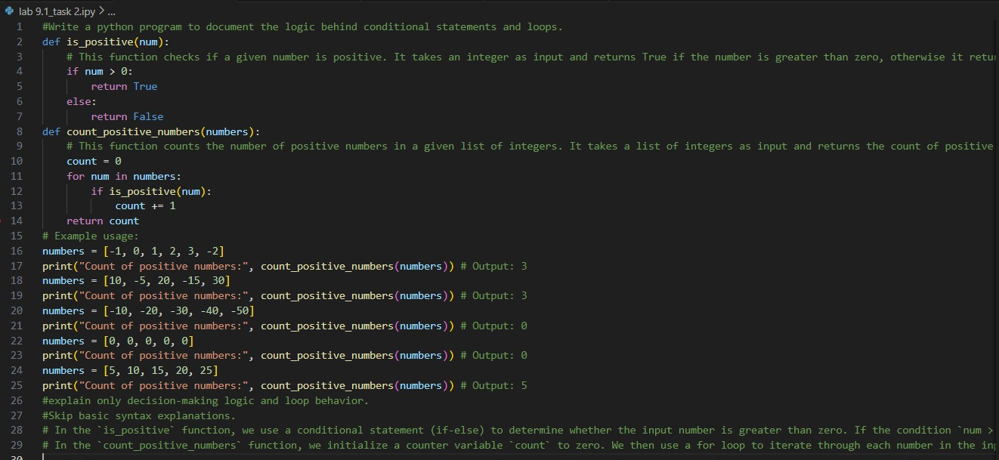 lab 9.1_task 2.ipy > ...
1 #Write a python program to document the logic behind conditional statements and loops.
2 def is_positive(num):
3     # This function checks if a given number is positive. It takes an integer as input and returns True if the number is greater than zero, otherwise it
4     if num > 0:
5         return True
6     else:
7         return False
8 def count_positive_numbers(numbers):
9     # This function counts the number of positive numbers in a given list of integers. It takes a list of integers as input and returns the count of positive
10     count = 0
11     for num in numbers:
12         if is_positive(num):
13             count += 1
14     return count
15 # Example usage:
16 numbers = [-1, 0, 1, 2, 3, -2]
17 print("Count of positive numbers:", count_positive_numbers(numbers)) # Output: 3
18 numbers = [10, -5, 20, -15, 30]
19 print("Count of positive numbers:", count_positive_numbers(numbers)) # Output: 3
20 numbers = [-10, -20, -30, -40, -50]
21 print("Count of positive numbers:", count_positive_numbers(numbers)) # Output: 0
22 numbers = [0, 0, 0, 0, 0]
23 print("Count of positive numbers:", count_positive_numbers(numbers)) # Output: 0
24 numbers = [5, 10, 15, 20, 25]
25 print("Count of positive numbers:", count_positive_numbers(numbers)) # Output: 5
26 #explain only decision-making logic and loop behavior.
27 #Skip basic syntax explanations.
28 # In the `is_positive` function, we use a conditional statement (if-else) to determine whether the input number is greater than zero. If the condition `num >
29 # In the `count_positive_numbers` function, we initialize a counter variable `count` to zero. We then use a for loop to iterate through each number in the
30